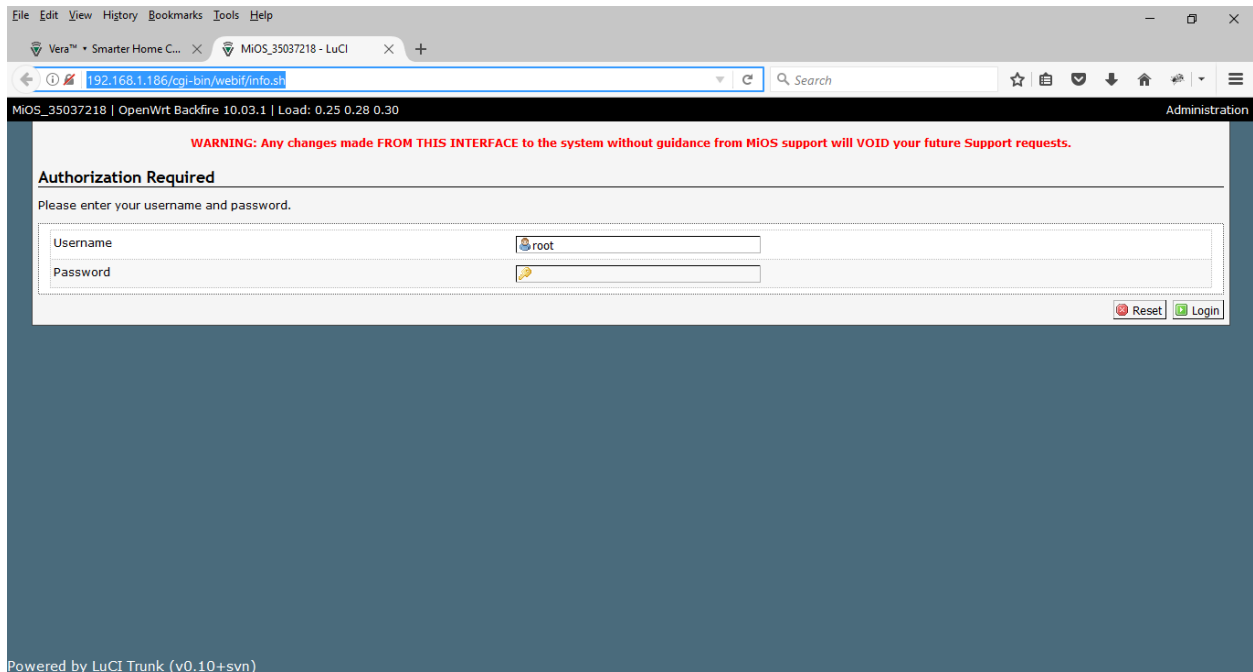 File Edit View History Bookmarks Tools Help
Vera™ • Smarter Home C... MiOS_35037218 - LuCI
192.168.1.186/cgi-bin/webif/info.sh Search
MiOS_35037218 | OpenWrt Backfire 10.03.1 | Load: 0.25 0.28 0.30 Administration
WARNING: Any changes made FROM THIS INTERFACE to the system without guidance from MiOS support will VOID your future Support requests.
Authorization Required
Please enter your username and password.
Username root
Password
Reset Login
Powered by LuCI Trunk (v0.10+svn)